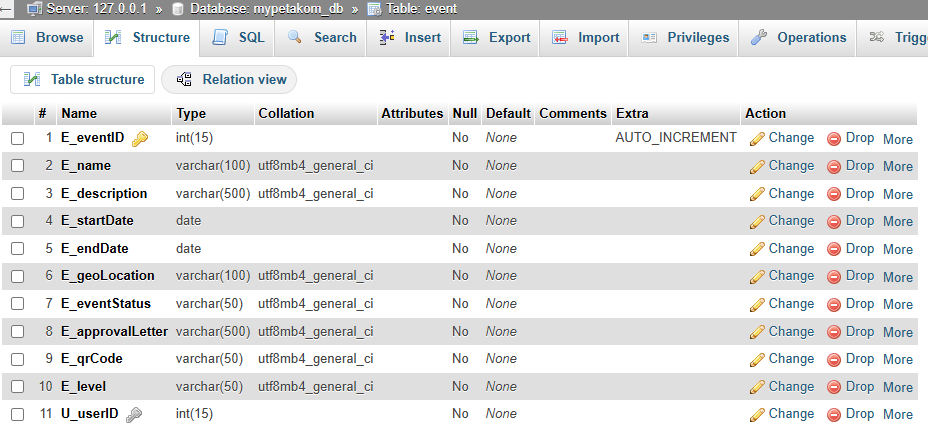 Server: 127.0.0.1 » Database: mypetakom_db » Table: event
Browse Structure SQL Search Insert Export Import Privileges Operations
Table structure Relation view
# Name Type Collation Attributes Null Default Comments Extra Action
1 E_eventID int(15) No None AUTO_INCREMENT Change Drop More
2 E_name varchar(100) utf8mb4_general_ci No None Change Drop More
3 E_description varchar(500) utf8mb4_general_ci No None Change Drop More
4 E_startDate date No None Change Drop More
5 E_endDate date No None Change Drop More
6 E_geoLocation varchar(100) utf8mb4_general_ci No None Change Drop More
7 E_eventStatus varchar(50) utf8mb4_general_ci No None Change Drop More
8 E_approvalLetter varchar(500) utf8mb4_general_ci No None Change Drop More
9 E_qrCode varchar(50) utf8mb4_general_ci No None Change Drop More
10 E_level varchar(50) utf8mb4_general_ci No None Change Drop More
11 U_userID int(15) No None Change Drop More